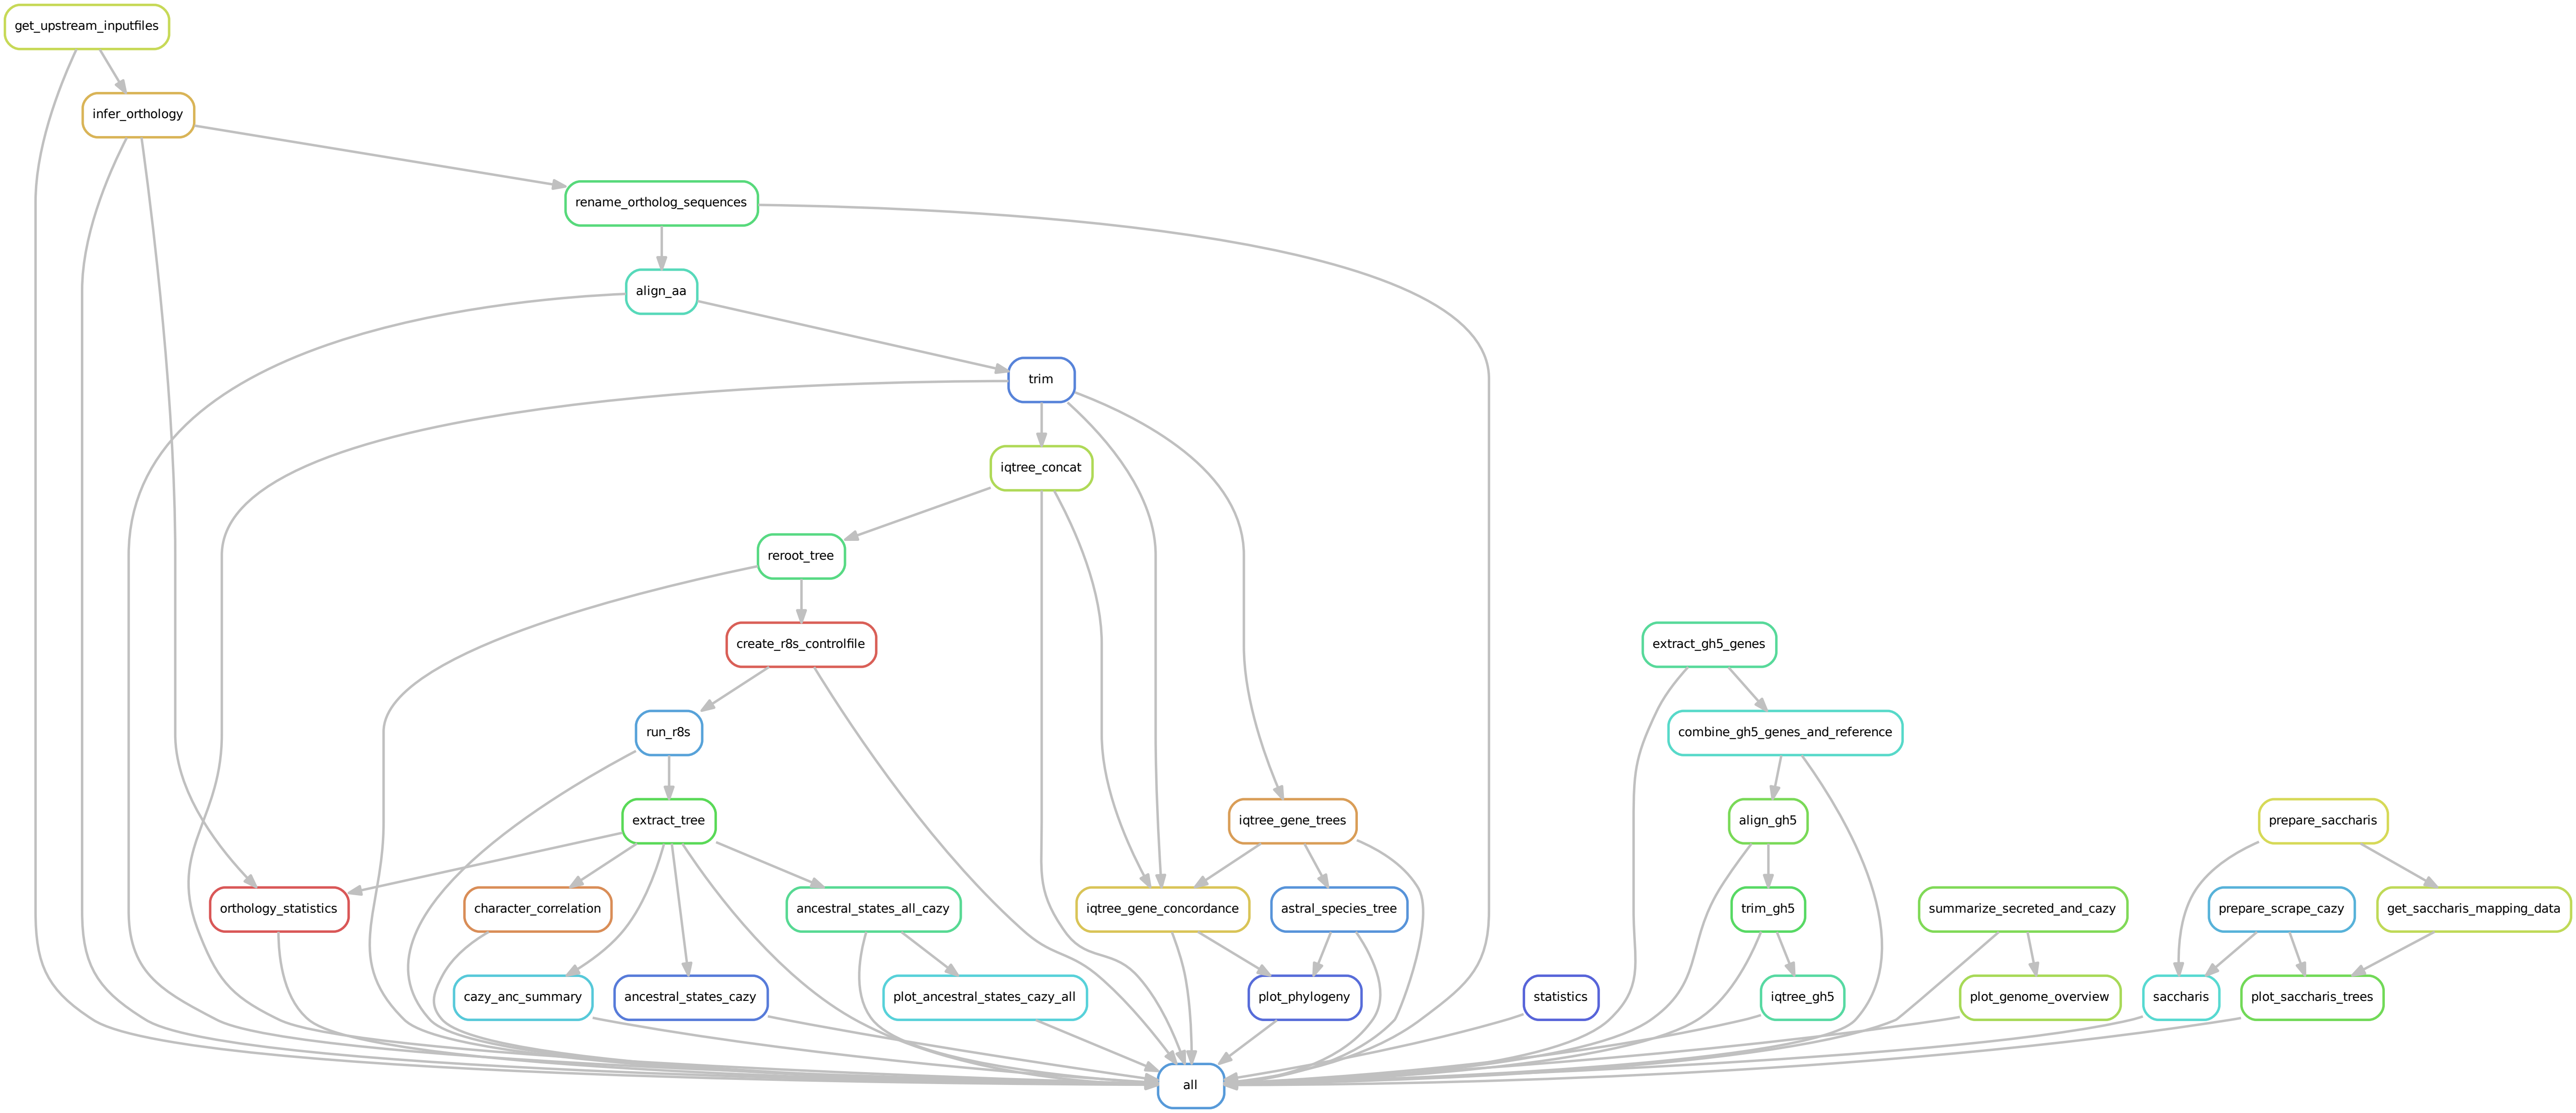 get_upstream_inputfiles
infer_orthology
rename_ortholog_sequences
align_aa
trim
iqtree_concat
reroot_tree
create_r8s_controlfile
extract_gh5_genes
run_r8s
combine_gh5_genes_and_reference
extract_tree
iqtree_gene_trees
align_gh5
prepare_saccharis
orthology_statistics
character_correlation
ancestral_states_all_cazy
iqtree_gene_concordance
astral_species_tree
trim_gh5
summarize_secreted_and_cazy
prepare_scrape_cazy
get_saccharis_mapping_data
cazy_anc_summary
ancestral_states_cazy
plot_ancestral_states_cazy_all
plot_phylogeny
statistics
iqtree_gh5
plot_genome_overview
saccharis
plot_saccharis_trees
all